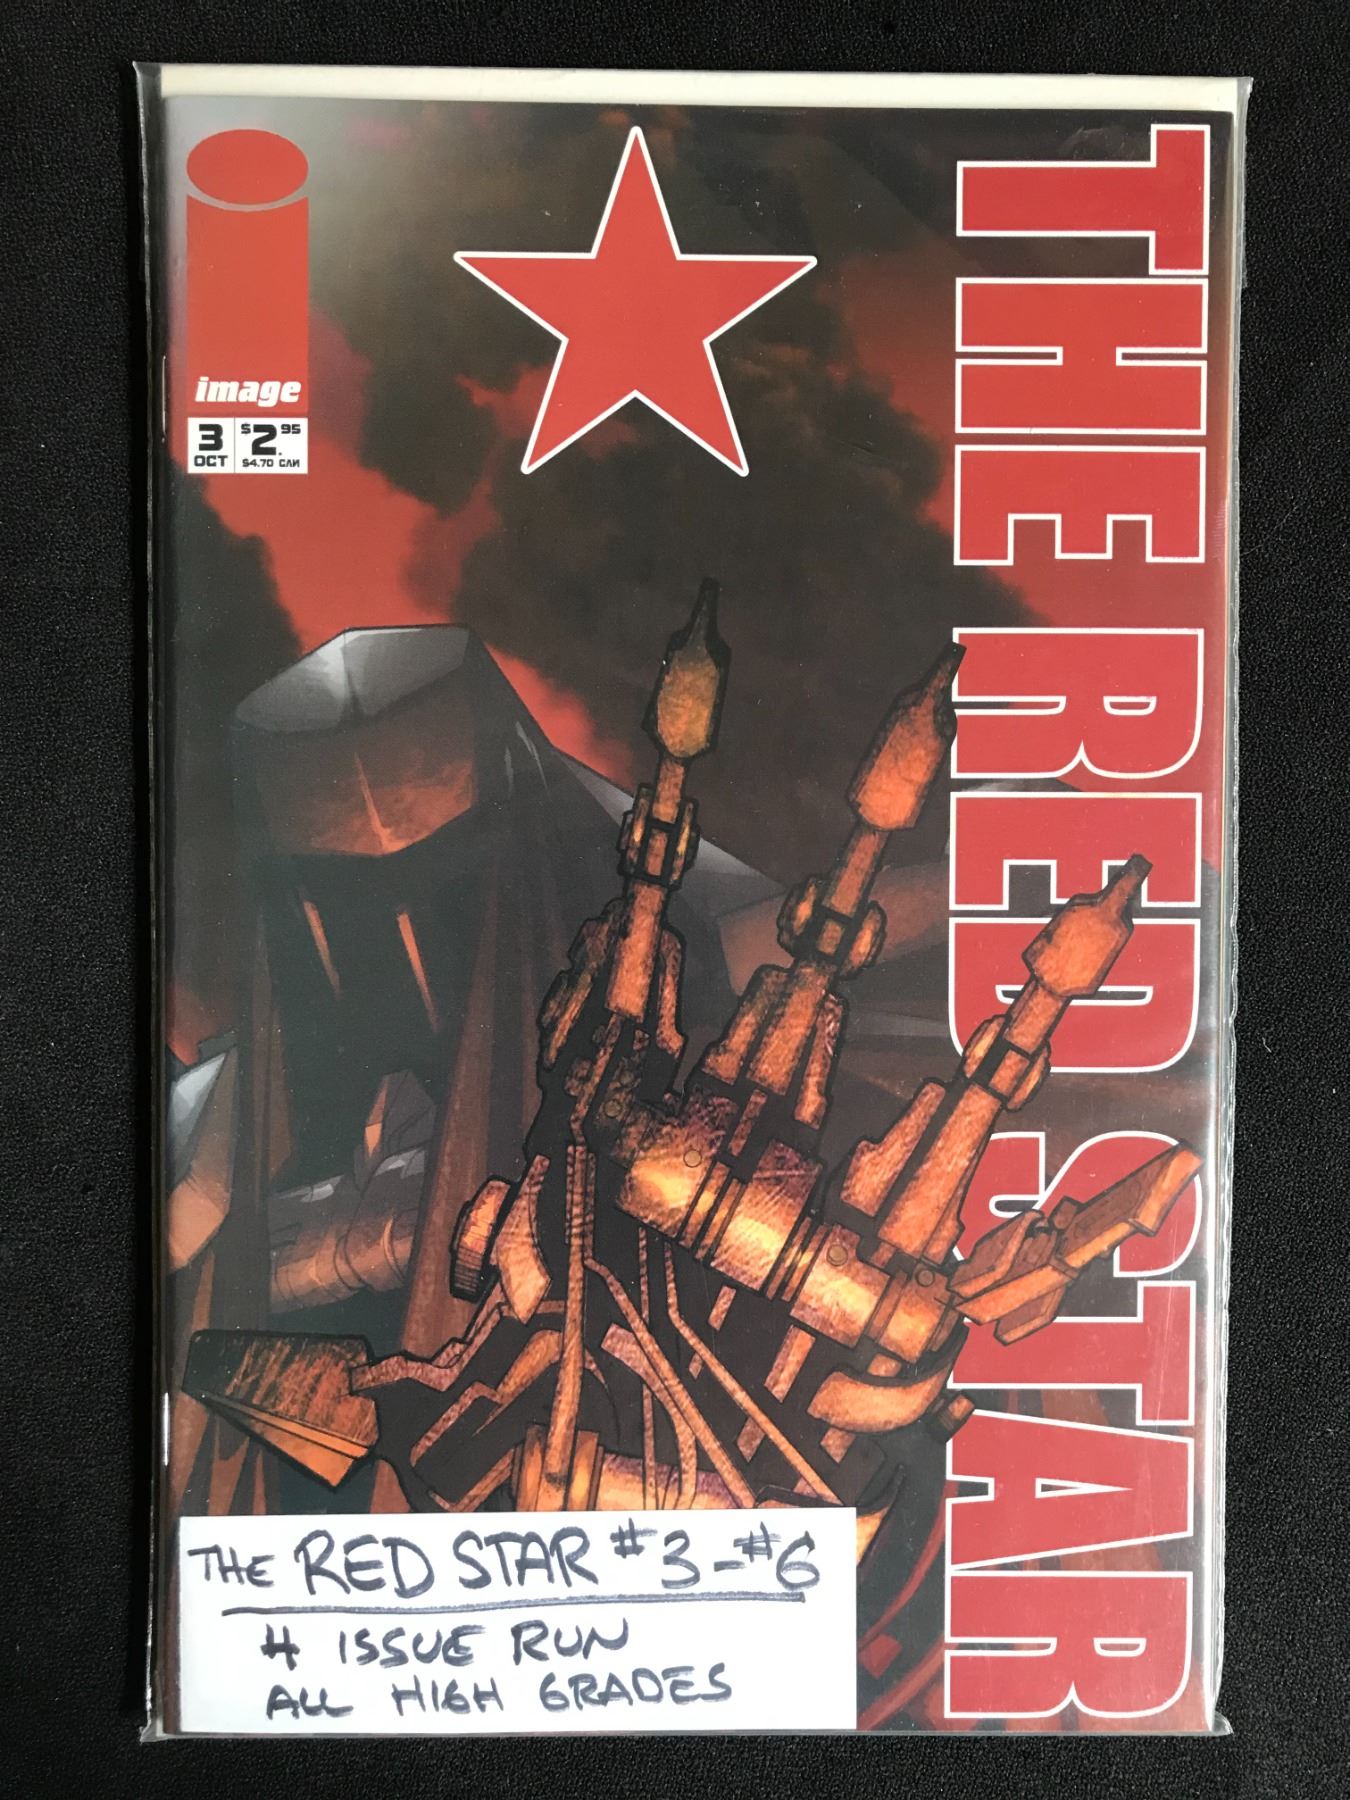 image
3 $2.95
OCT $4.70 CAN
THE RED STAR
THE RED STAR #3-#6
4 ISSUE RUN
ALL HIGH GRADES